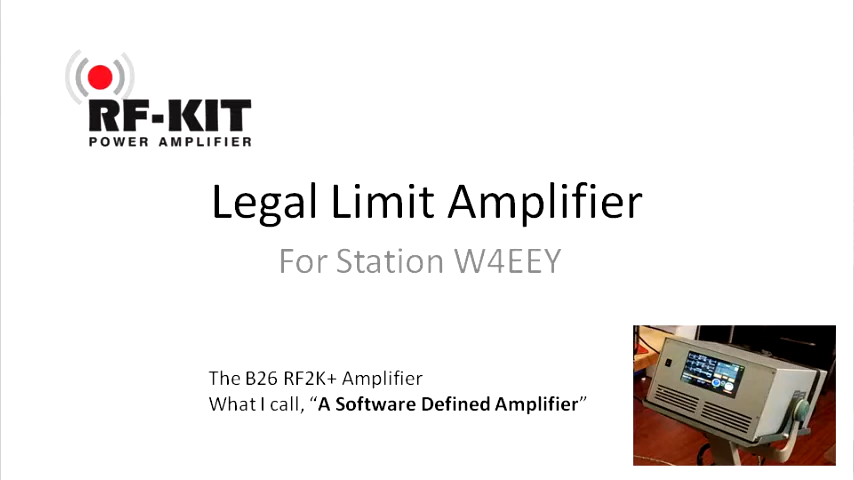 RF-KIT
POWER AMPLIFIER
Legal Limit Amplifier
For Station W4EEY
The B26 RF2K+ Amplifier
What I call, “A Software Defined Amplifier”